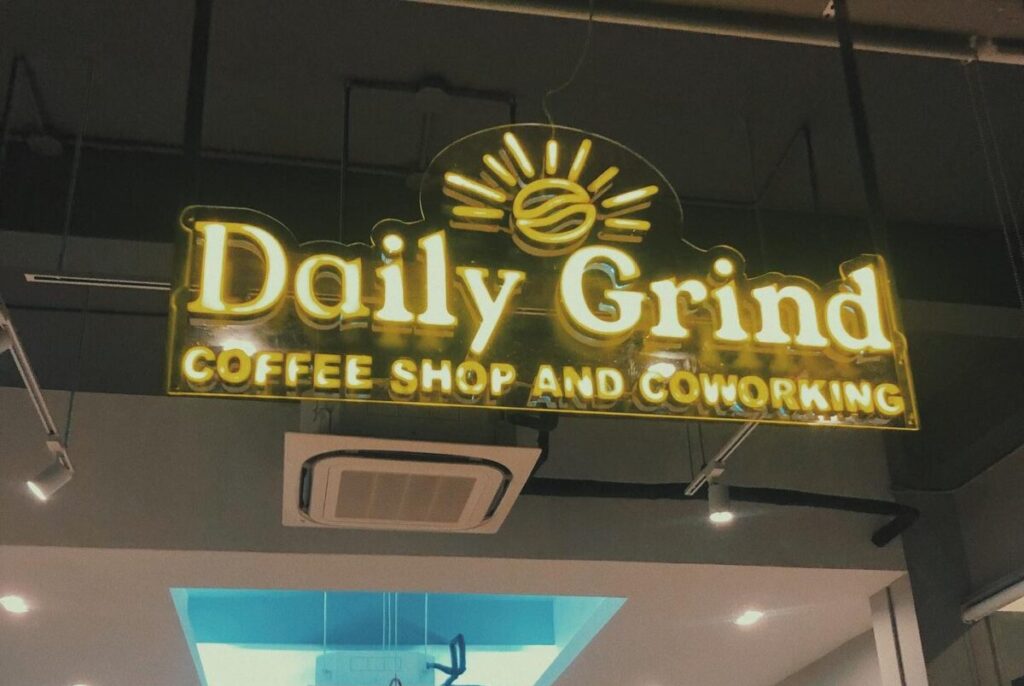 Daily Grind
COFFEE SHOP AND COWORKING